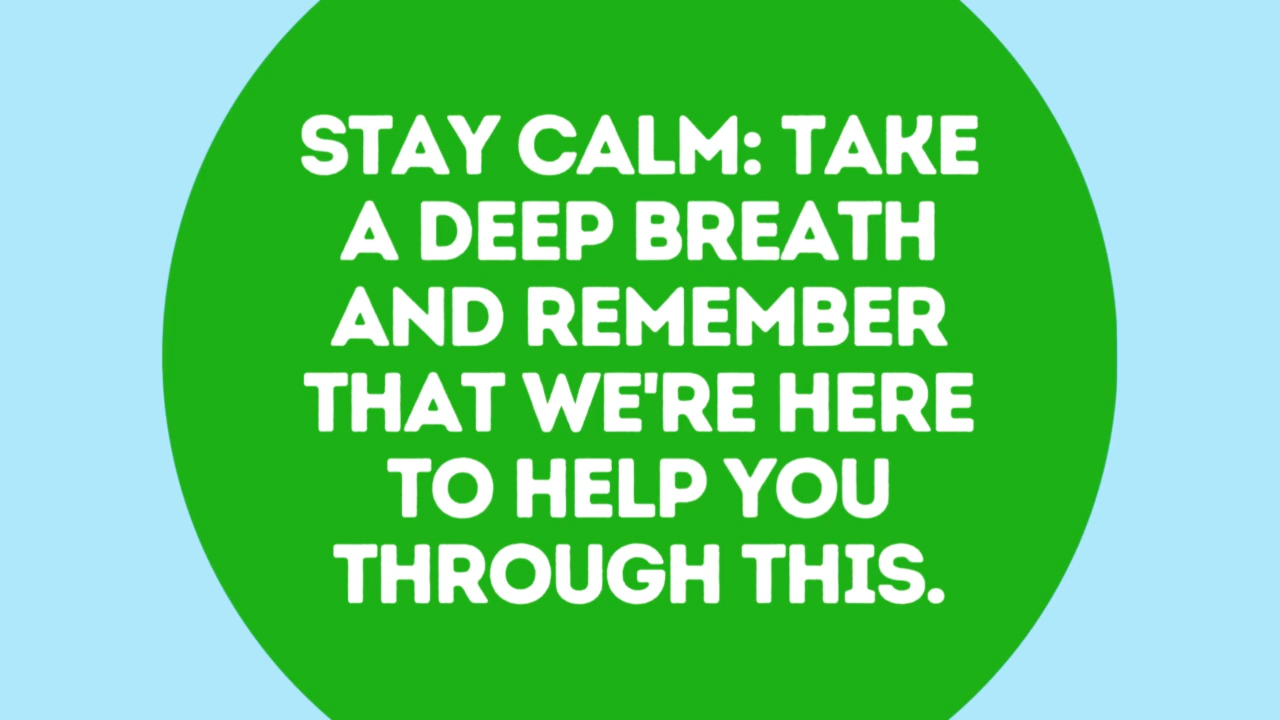 STAY CALM: TAKE
A DEEP BREATH
AND REMEMBER
THAT WE'RE HERE
TO HELP YOU
THROUGH THIS.